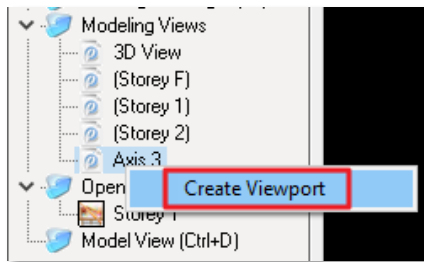 Modeling Views
3D View
(Storey F)
(Storey 1)
(Storey 2)
Axis 3
Open
Create Viewport
Storey 1
Model View (Ctrl+D)